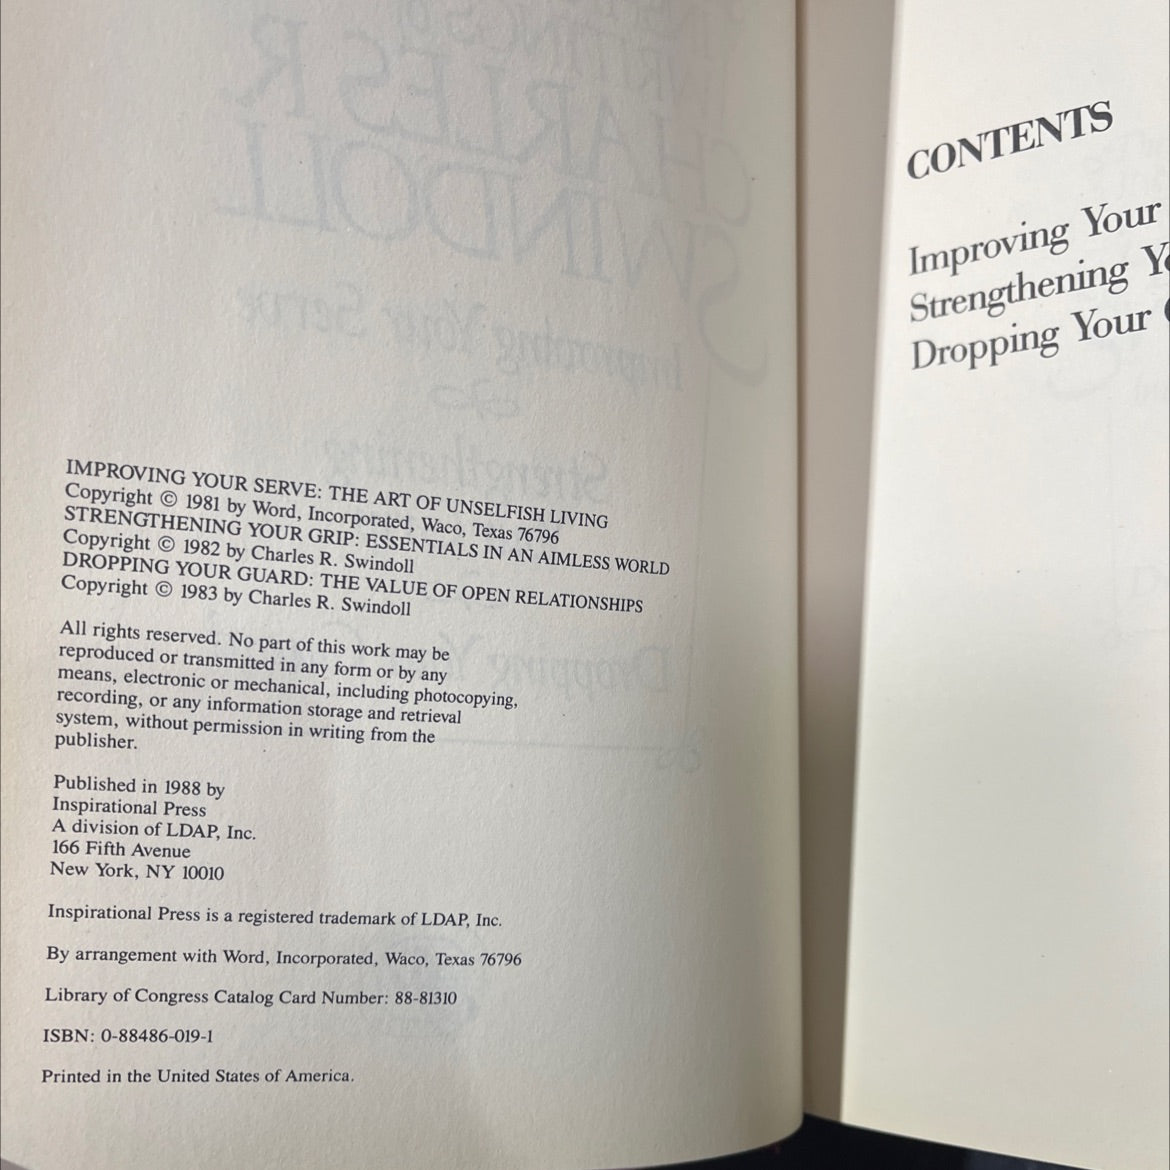 IMPROVING YOUR SERVE: THE ART OF UNSELFISH LIVING
Copyright © 1981 by Word, Incorporated, Waco, Texas 76796
STRENGTHENING YOUR GRIP: ESSENTIALS IN AN AIMLESS WORLD
Copyright © 1982 by Charles R. Swindoll
DROPPING YOUR GUARD: THE VALUE OF OPEN RELATIONSHIPS
Copyright © 1983 by Charles R. Swindoll
All rights reserved. No part of this work may be
reproduced or transmitted in any form or by any
means, electronic or mechanical, including photocopying,
recording, or any information storage and retrieval
system, without permission in writing from the
publisher.
Published in 1988 by
Inspirational Press
A division of LDAP, Inc.
166 Fifth Avenue
New York, NY 10010
Inspirational Press is a registered trademark of LDAP, Inc.
By arrangement with Word, Incorporated, Waco, Texas 76796
Library of Congress Catalog Card Number: 88-81310
ISBN: 0-88486-019-1
Printed in the United States of America.
CONTENTS
Improving Your
Strengthening
Dropping Your